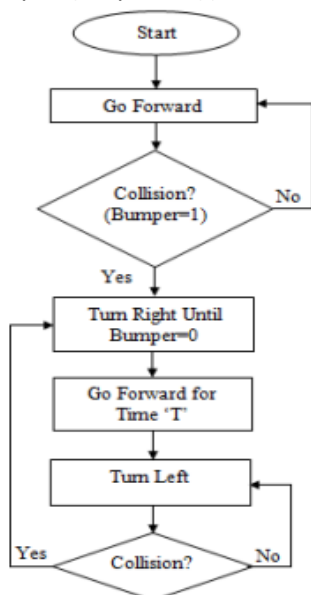 Start
Go Forward
Collision?
(Bumper=1)
No
Yes
Turn Right Until
Bumper=0
Go Forward for
Time ‘T’
Turn Left
Yes
Collision?
No